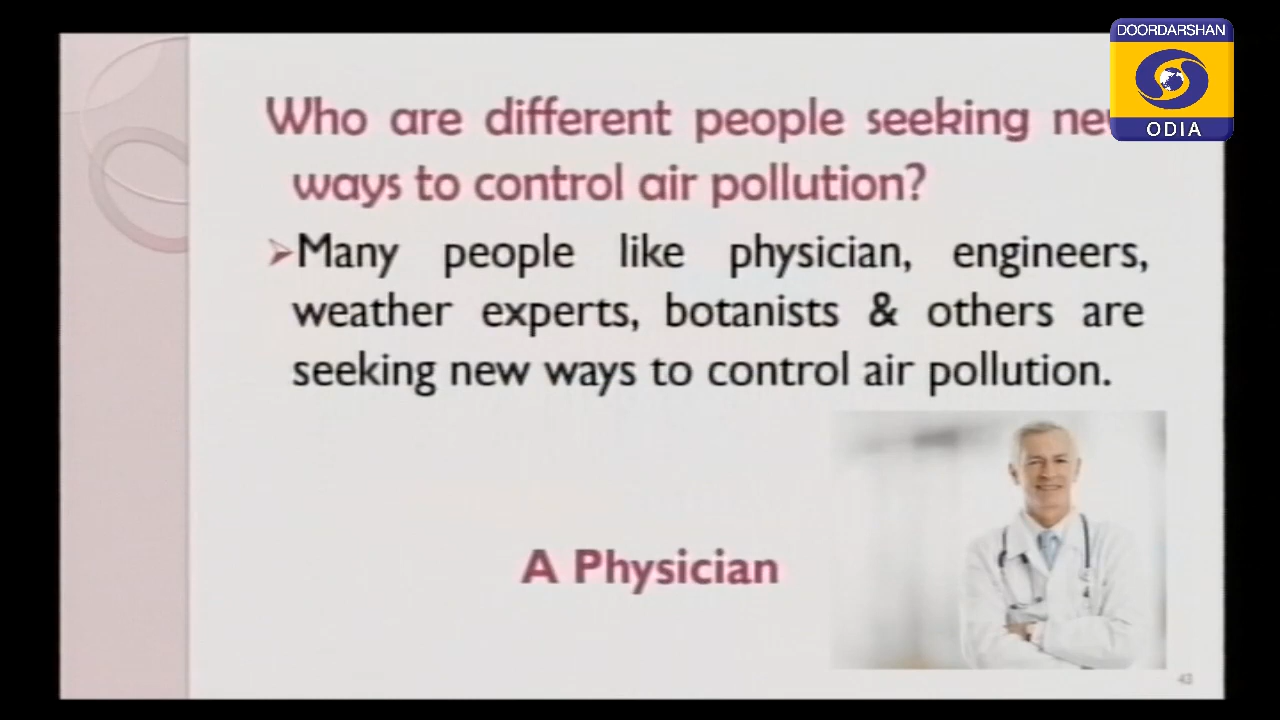 DOORDARSHAN
ODIA
Who are different people seeking
ways to control air pollution?
➢Many people like physician, engineers,
weather experts, botanists & others are
seeking new ways to control air pollution.
A Physician
43